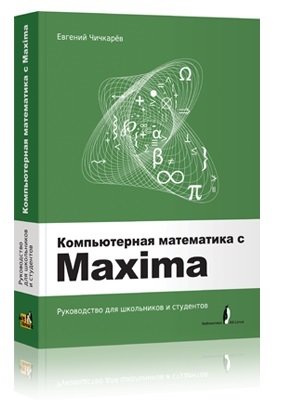 Евгений Чичкарёв
Компьютерная математика с
Maxima
Руководство для школьников и студентов
Компьютерная математика с Maxima
Руководство
для школьников
и студентов